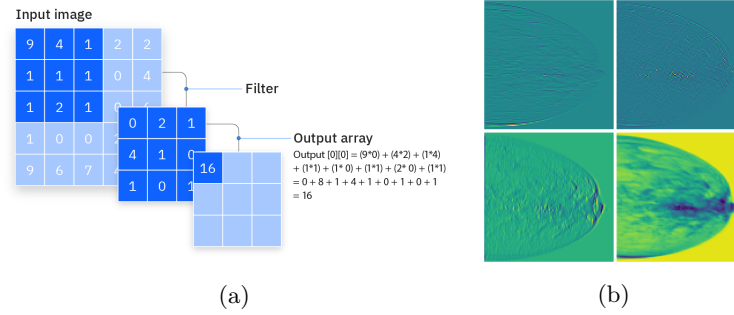 Input image
9 4 1 2 2
1 1 1 0 4
1 2 1 0
1 0 0
9 6 7
Filter
0 2 1
4 1 0
1 0 1
Output array
16
Output [0][0] = (9*0) + (4*2) + (1*4)
+ (1*1) + (1* 0) + (1*1) + (2* 0) + (1*1)
= 0 + 8 + 1 + 4 + 1 + 0 + 1 + 0 + 1
= 16
(a)
(b)